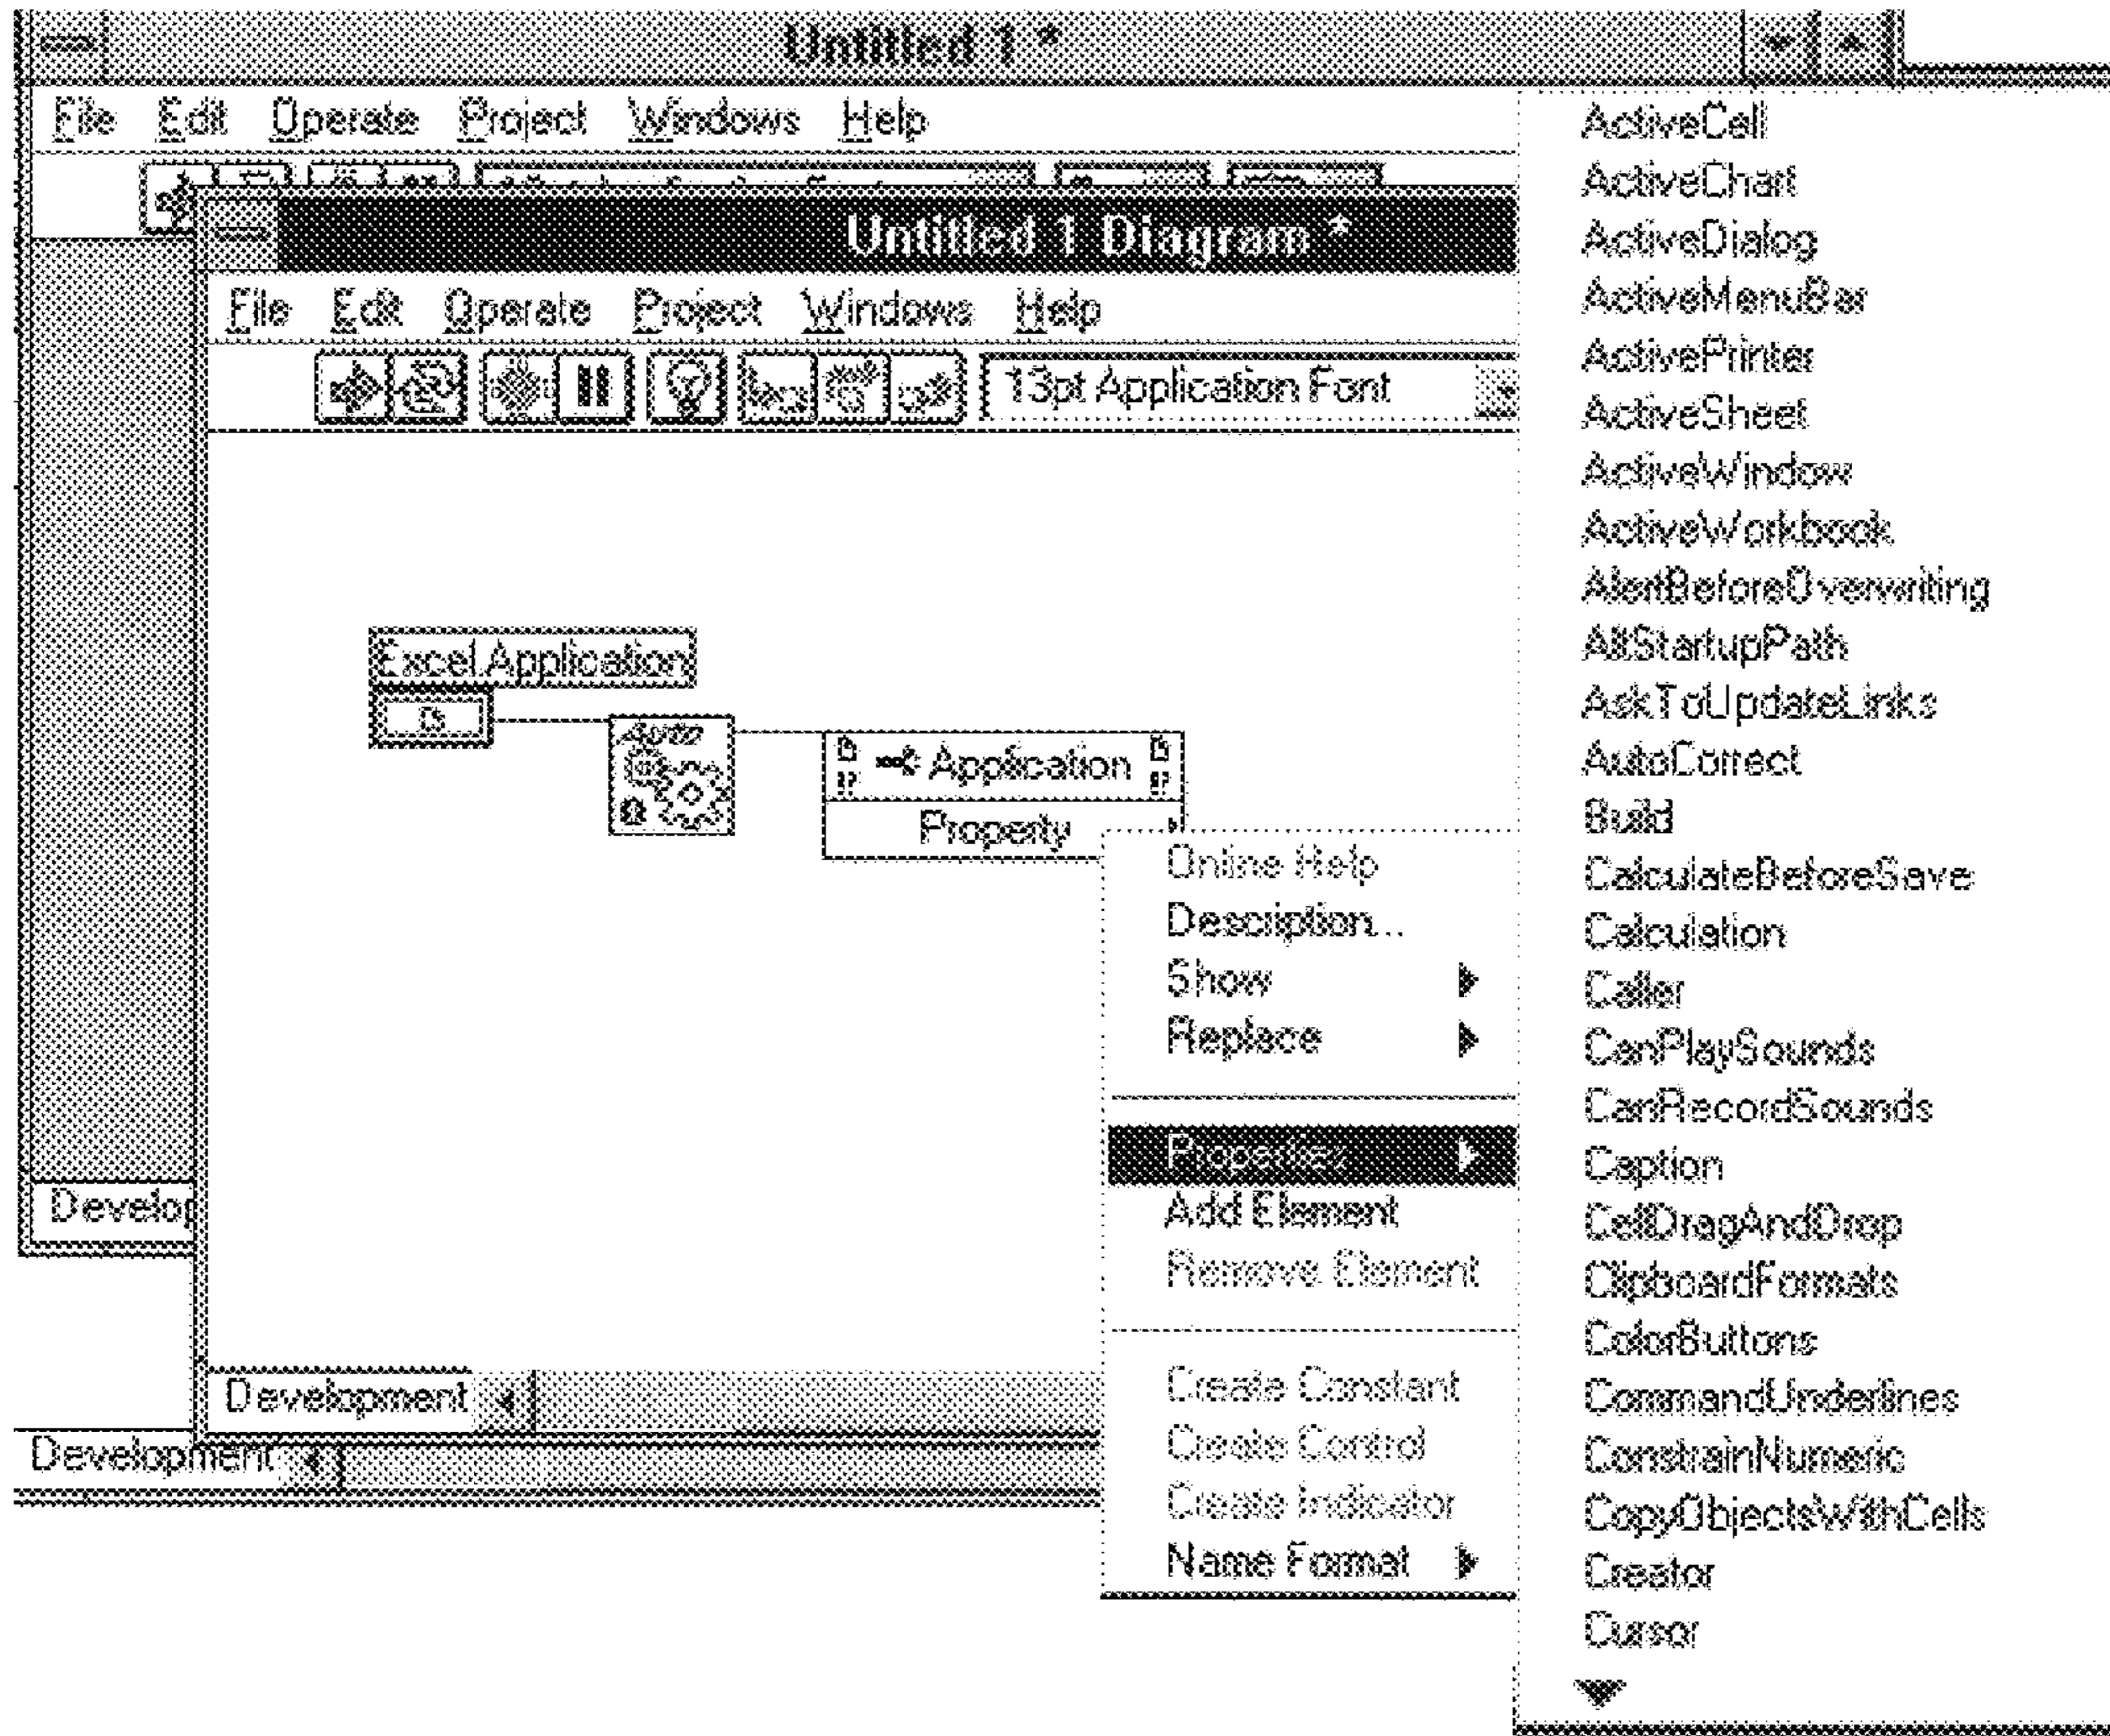 Untitled 1 *
File Edit Operate Project Windows Help
Untitled 1 Diagram *
File Edit Operate Project Windows Help
13pt Application Font
Excel.Application
Auto
Application
Property
Online Help
Description...
Show
Replace
Properties
Add Element
Remove Element
Create Constant
Create Control
Create Indicator
Name Format
ActiveCell
ActiveChart
ActiveDialog
ActiveMenuBar
ActivePrinter
ActiveSheet
ActiveWindow
ActiveWorkbook
AlertBeforeOverwriting
AltStartupPath
AskToUpdateLinks
AutoCorrect
Build
CalculateBeforeSave
Calculation
Caller
CanPlaySounds
CanRecordSounds
Caption
CellDragAndDrop
ClipboardFormats
ColorButtons
CommandUnderlines
ConstrainNumeric
CopyObjectsWithCells
Creator
Cursor
Develop
Development
Development